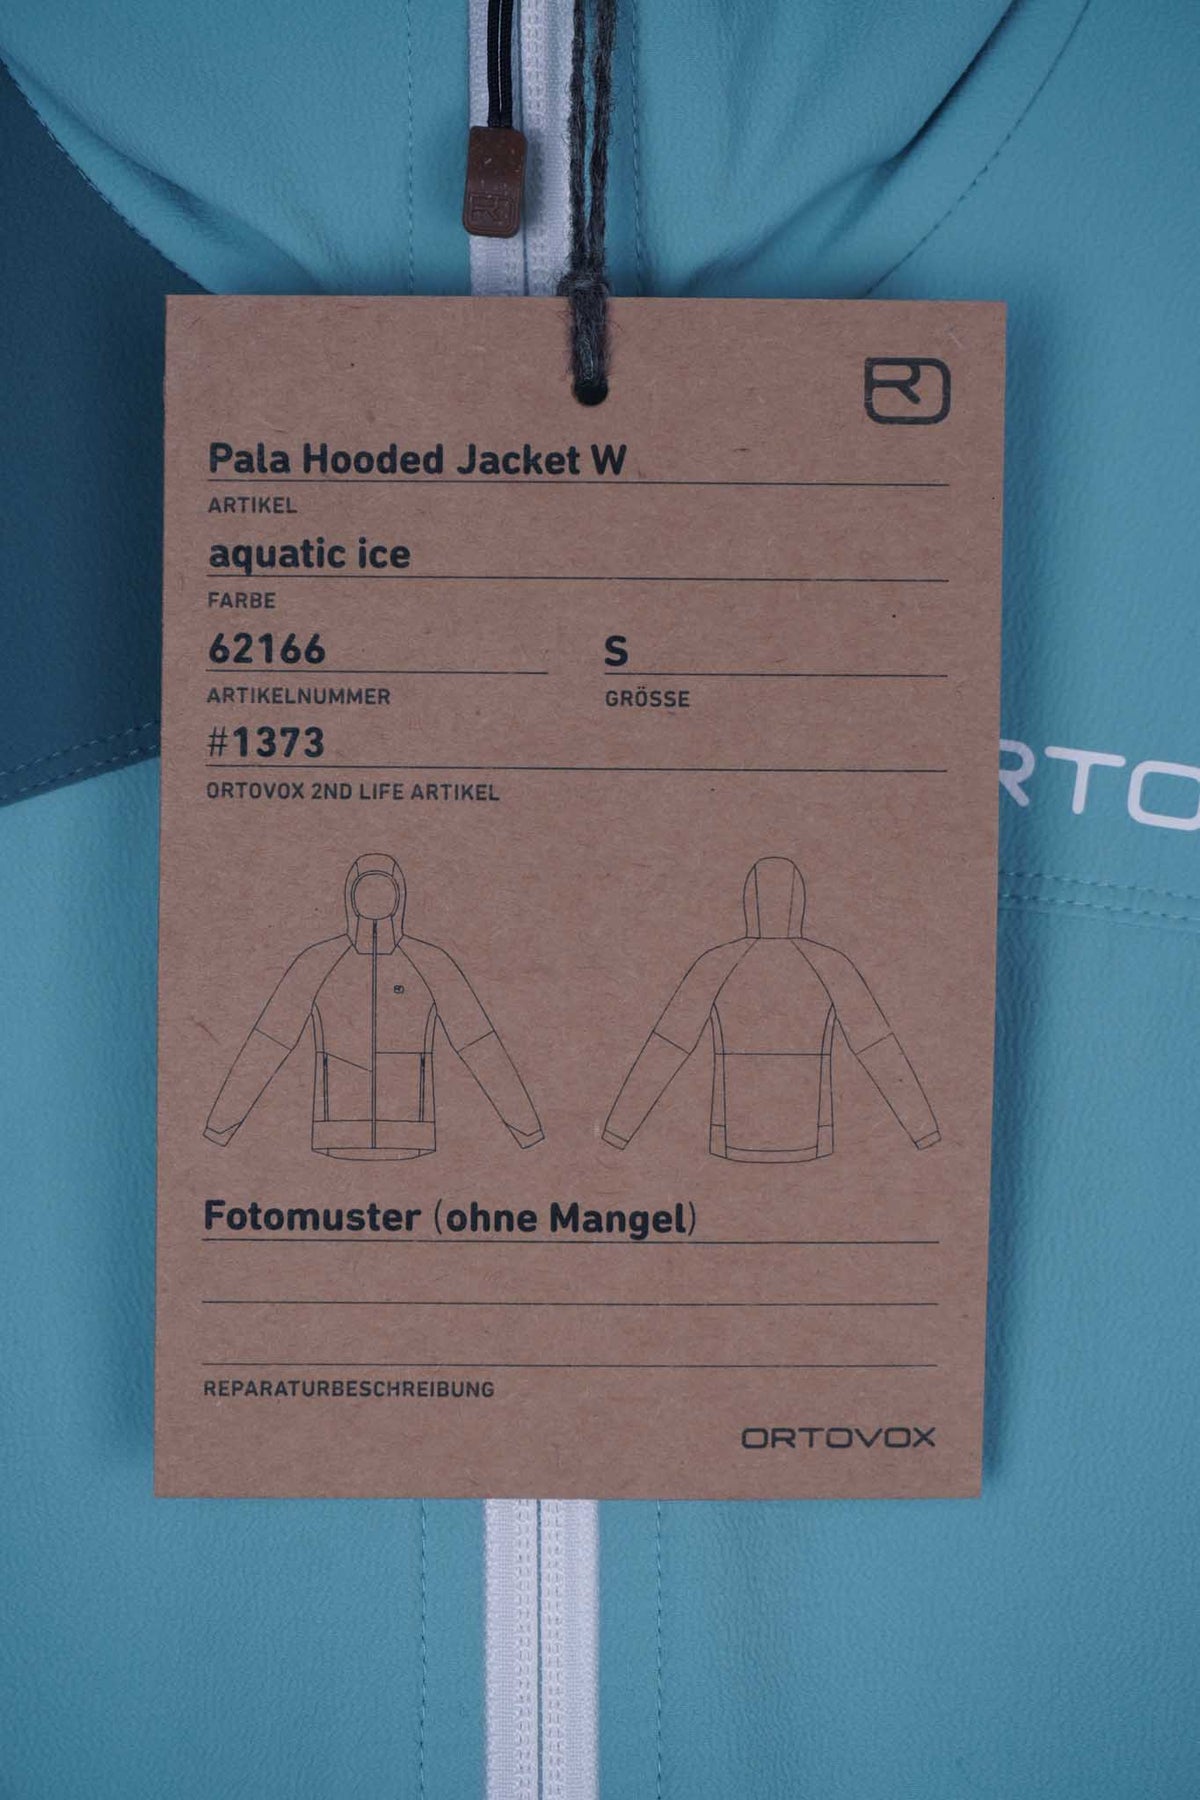 Pala Hooded Jacket W
ARTIKEL
aquatic ice
FARBE
62166 S
ARTIKELNUMMER GRÖSSE
#1373
ORTOVOX 2ND LIFE ARTIKEL
RTO
Fotomuster (ohne Mangel)
REPARATURBESCHREIBUNG
ORTOVOX